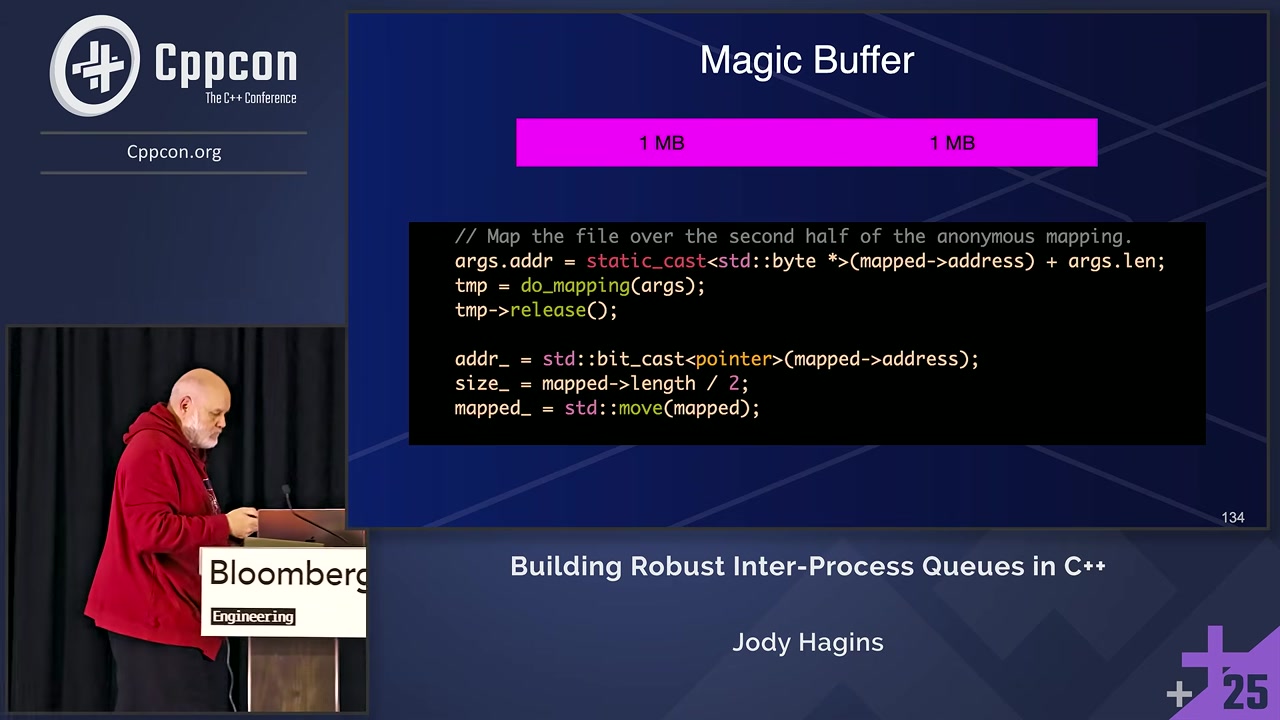 Cppcon
The C++ Conference
Cppcon.org
Magic Buffer
1 MB 1 MB
// Map the file over the second half of the anonymous mapping.
args.addr = static_cast<std::byte *>(mapped->address) + args.len;
tmp = do_mapping(args);
tmp->release();
addr_ = std::bit_cast<pointer>(mapped->address);
size_ = mapped->length / 2;
mapped_ = std::move(mapped);
134
Bloomberg
Engineering
Building Robust Inter-Process Queues in C++
Jody Hagins
+25